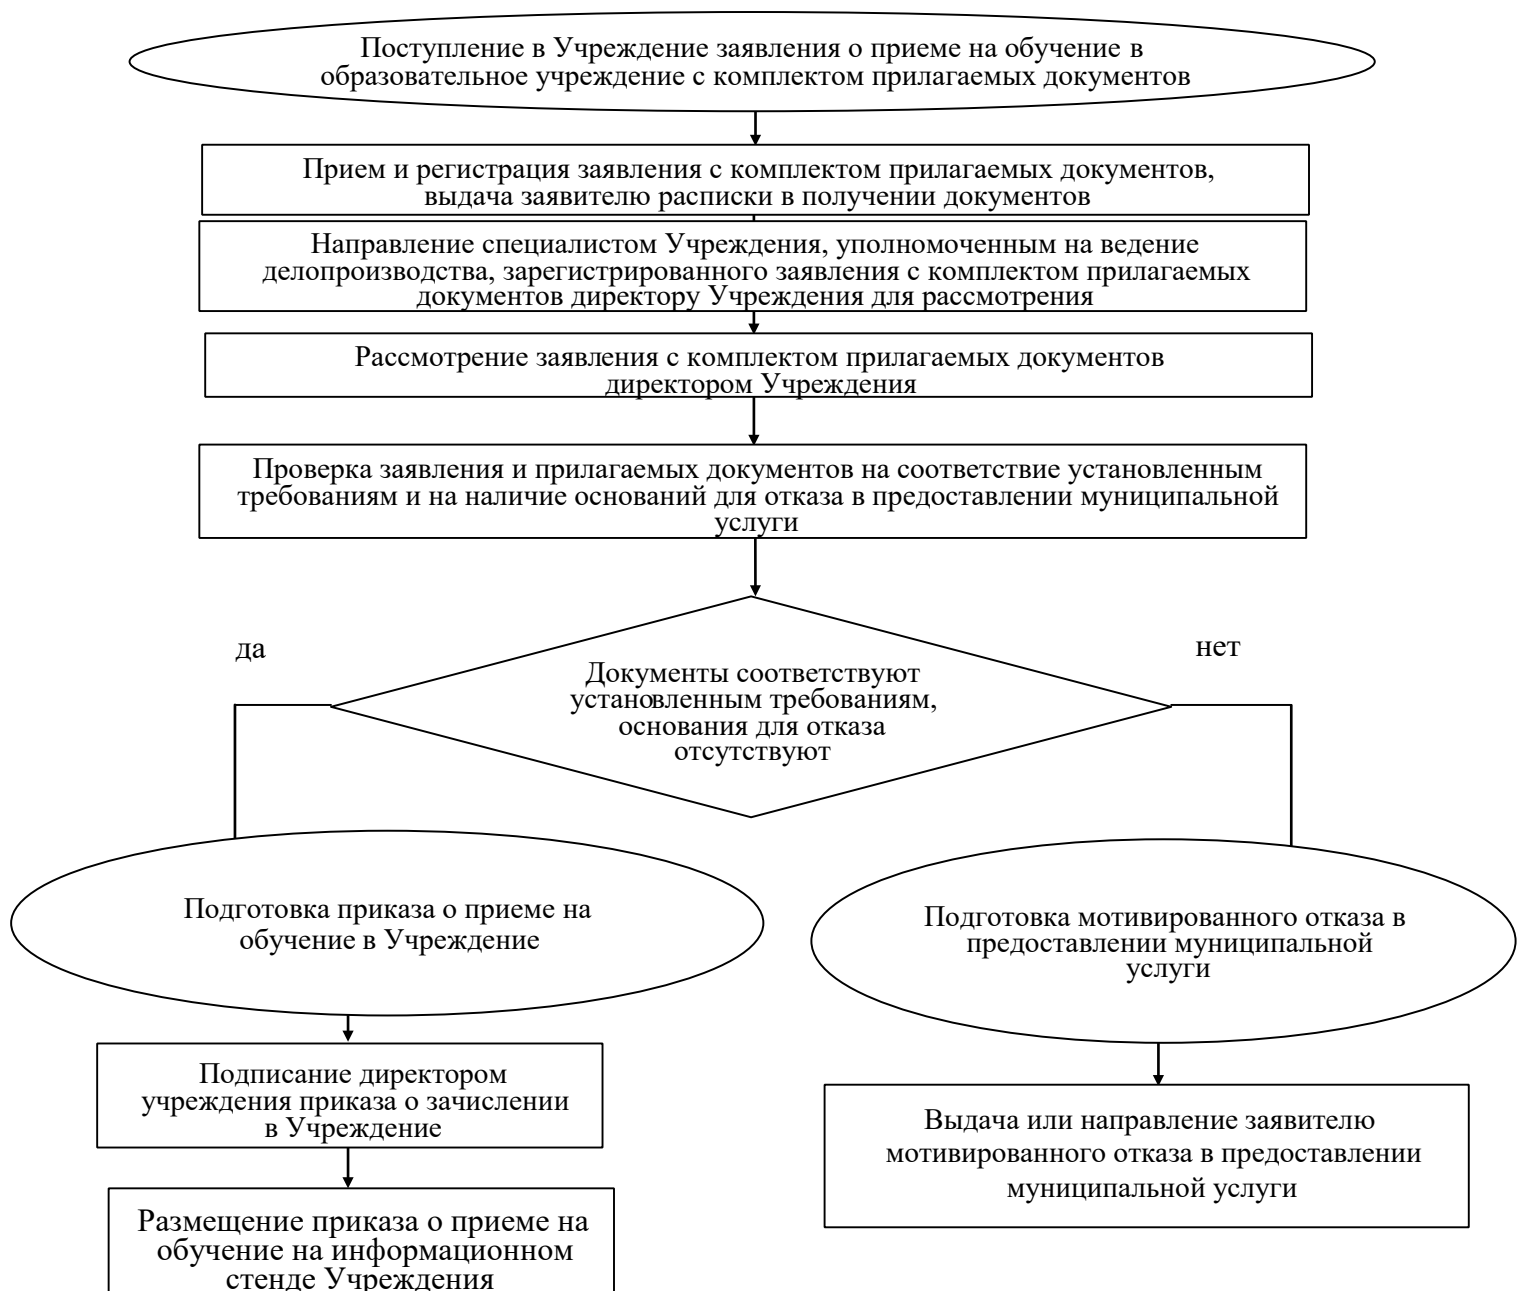 Поступление в Учреждение заявления о приеме на обучение в
образовательное учреждение с комплектом прилагаемых документов
Прием и регистрация заявления с комплектом прилагаемых документов,
выдача заявителю расписки в получении документов
Направление специалистом Учреждения, уполномоченным на ведение
делопроизводства, зарегистрированного заявления с комплектом прилагаемых
документов директору Учреждения для рассмотрения
Рассмотрение заявления с комплектом прилагаемых документов
директором Учреждения
Проверка заявления и прилагаемых документов на соответствие установленным
требованиям и на наличие оснований для отказа в предоставлении муниципальной
услуги
да
нет
Документы соответствуют
установленным требованиям,
основания для отказа
отсутствуют
Подготовка приказа о приеме на
обучение в Учреждение
Подготовка мотивированного отказа в
предоставлении муниципальной
услуги
Подписание директором
учреждения приказа о зачислении
в Учреждение
Выдача или направление заявителю
мотивированного отказа в предоставлении
муниципальной услуги
Размещение приказа о приеме на
обучение на информационном
стенде Учреждения